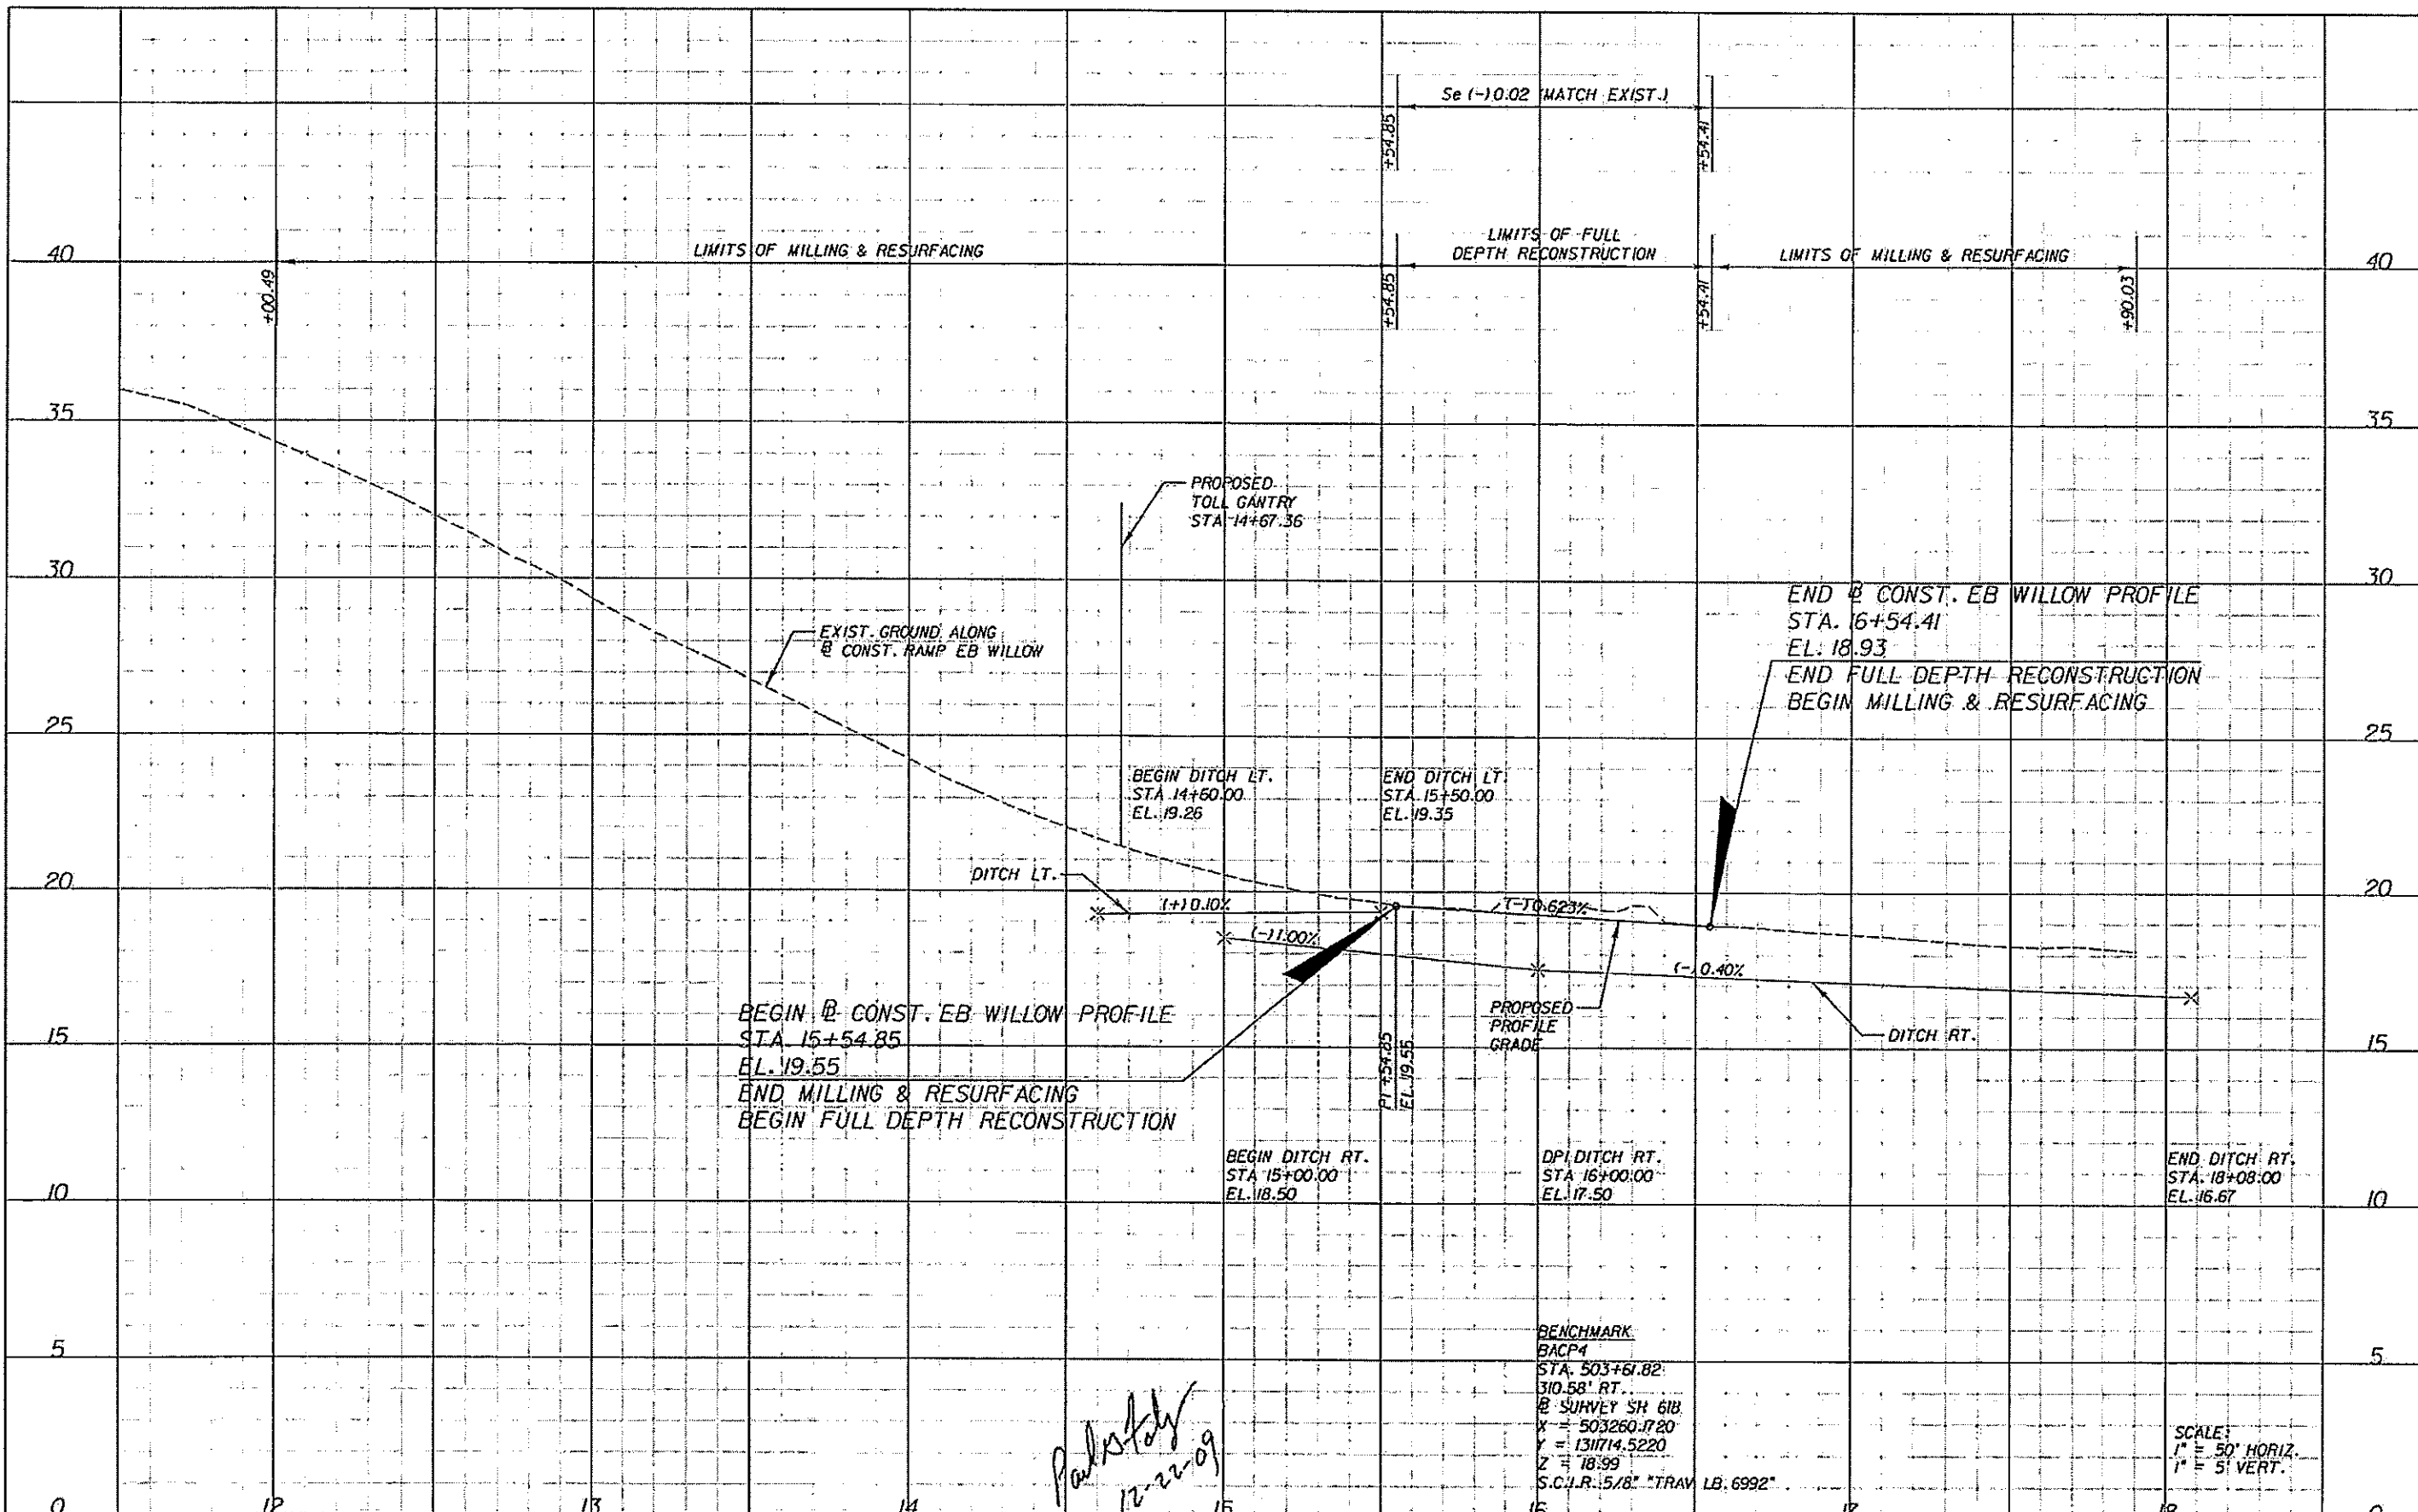 Se (-) 0.02 (MATCH EXIST.)
+54.85
+54.41
40
LIMITS OF MILLING & RESURFACING
LIMITS OF FULL
DEPTH RECONSTRUCTION
LIMITS OF MILLING & RESURFACING
40
+00.49
+54.85
+54.41
+90.03
35
35
PROPOSED
TOLL GANTRY
STA. 14+67.36
30
30
EXIST. GROUND ALONG
℄ CONST. RAMP EB WILLOW
END ℄ CONST. EB WILLOW PROFILE
STA. 16+54.41
EL. 18.93
END FULL DEPTH RECONSTRUCTION
BEGIN MILLING & RESURFACING
25
25
BEGIN DITCH LT.
STA. 14+60.00
EL. 19.26
END DITCH LT.
STA. 15+50.00
EL. 19.35
20
20
DITCH LT.
(+) 0.10%
(-) 0.623%
(-) 1.00%
(-) 0.40%
BEGIN ℄ CONST. EB WILLOW PROFILE
STA. 15+54.85
EL. 19.55
END MILLING & RESURFACING
BEGIN FULL DEPTH RECONSTRUCTION
PI +54.85
EL. 19.55
PROPOSED
PROFILE
GRADE
DITCH RT.
15
15
BEGIN DITCH RT.
STA. 15+00.00
EL. 18.50
DPI DITCH RT.
STA. 16+00.00
EL. 17.50
END DITCH RT.
STA. 18+08.00
EL. 16.67
10
10
5
5
BENCHMARK
BACP4
STA. 503+61.82
310.58' RT.
℄ SURVEY SR 618
X = 503260.1720
Y = 1311714.5220
Z = 18.99
S.C.I.R. 5/8" "TRAV LB. 6992"
12-22-09
SCALE:
1" = 50' HORIZ.
1" = 5' VERT.
0
12
13
14
15
16
17
18
0